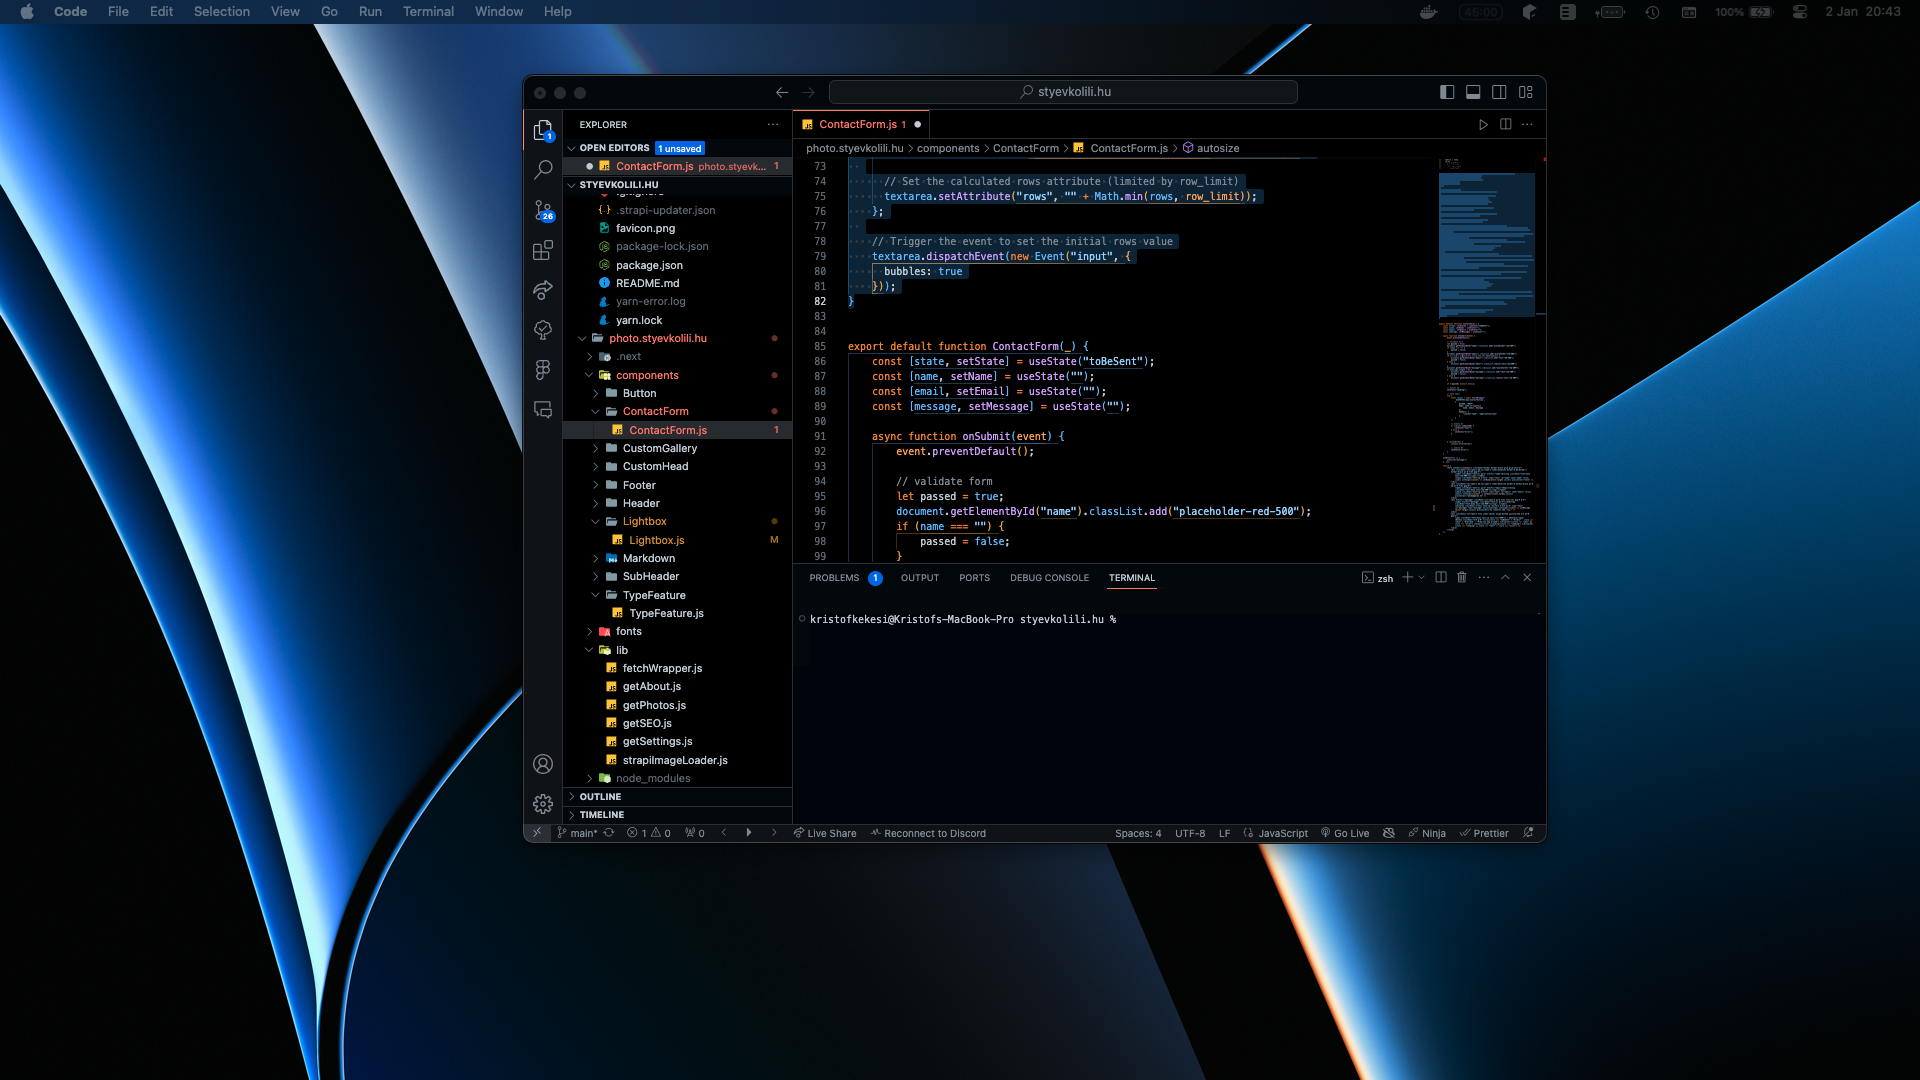 Code File Edit Selection View Go Run Terminal Window Help
45:00 100% 2 Jan 20:43
styevkolili.hu
EXPLORER
OPEN EDITORS 1 unsaved
ContactForm.js photo.styevk... 1
STYEVKOLILI.HU
.strapi-updater.json
favicon.png
package-lock.json
package.json
README.md
yarn-error.log
yarn.lock
photo.styevkolili.hu
.next
components
Button
ContactForm
ContactForm.js 1
CustomGallery
CustomHead
Footer
Header
Lightbox
Lightbox.js M
Markdown
SubHeader
TypeFeature
TypeFeature.js
fonts
lib
fetchWrapper.js
getAbout.js
getPhotos.js
getSEO.js
getSettings.js
strapiImageLoader.js
node_modules
OUTLINE
TIMELINE
1
26
ContactForm.js 1
photo.styevkolili.hu > components > ContactForm > ContactForm.js > autosize
73
74 // Set the calculated rows attribute (limited by row_limit)
75 textarea.setAttribute("rows", "" + Math.min(rows, row_limit));
76 };
77
78 // Trigger the event to set the initial rows value
79 textarea.dispatchEvent(new Event("input", {
80 bubbles: true
81 }));
82 }
83
84
85 export default function ContactForm(_) {
86 const [state, setState] = useState("toBeSent");
87 const [name, setName] = useState("");
88 const [email, setEmail] = useState("");
89 const [message, setMessage] = useState("");
90
91 async function onSubmit(event) {
92 event.preventDefault();
93
94 // validate form
95 let passed = true;
96 document.getElementById("name").classList.add("placeholder-red-500");
97 if (name === "") {
98 passed = false;
99 }
PROBLEMS 1 OUTPUT PORTS DEBUG CONSOLE TERMINAL zsh
kristofkekesi@Kristofs-MacBook-Pro styevkolili.hu %
main* 1 0 0 Live Share Reconnect to Discord Spaces: 4 UTF-8 LF JavaScript Go Live Ninja Prettier